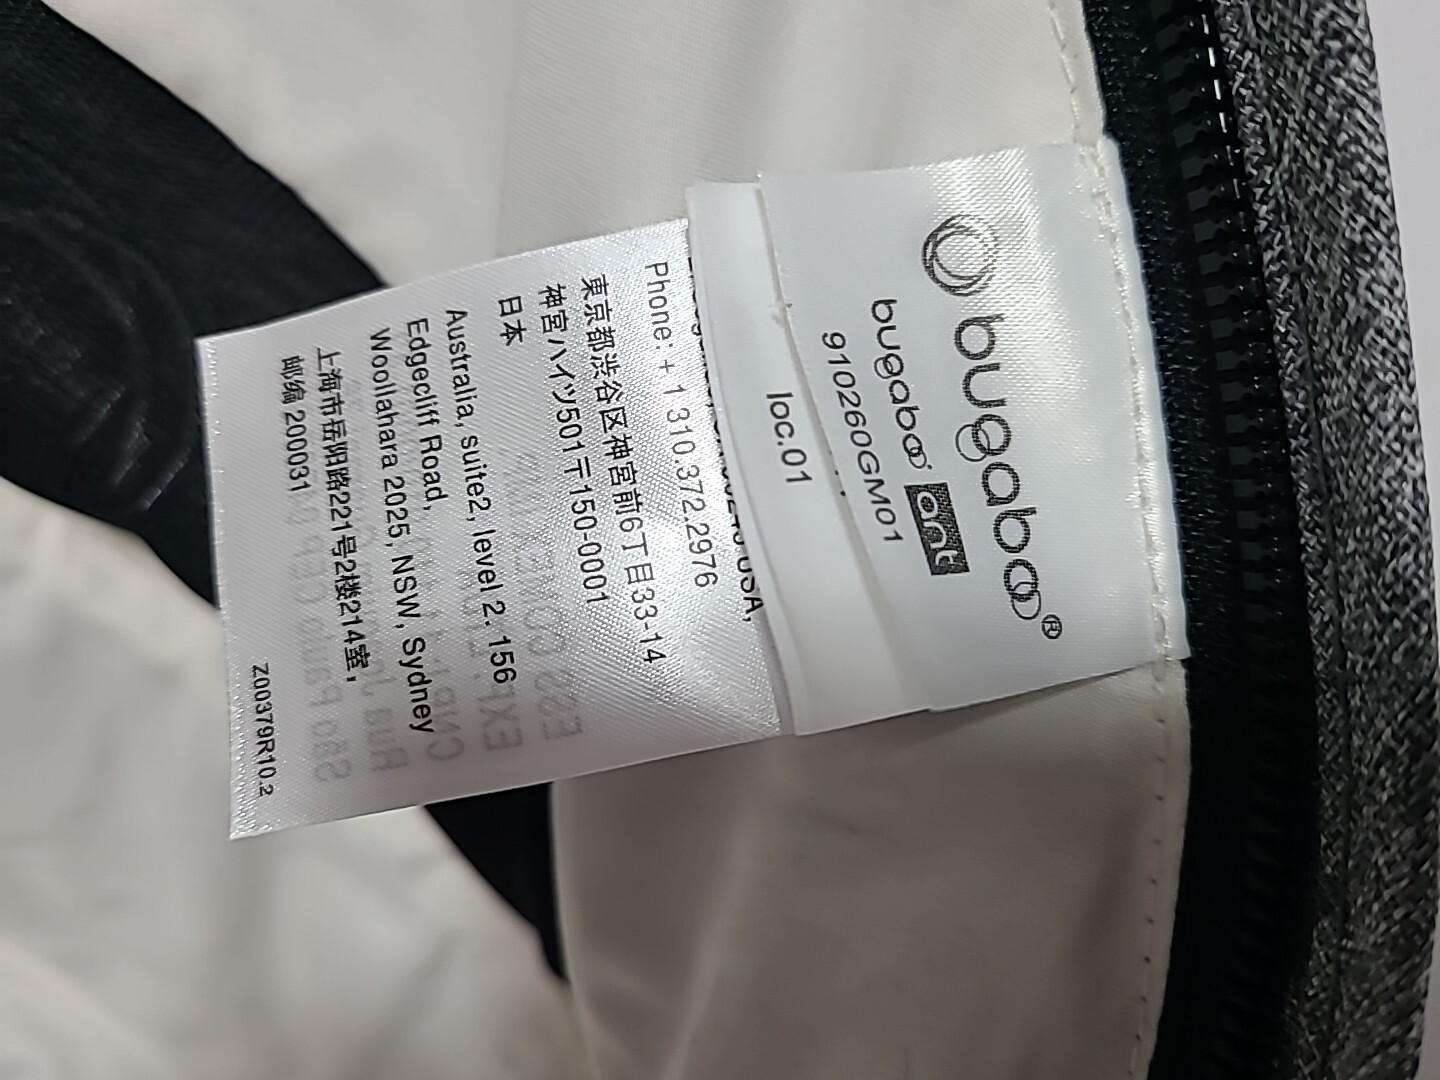 bugaboo®
bugaboo ant
910260GM01
loc.01
USA,
Phone: + 1 310.372.2976
東京都渋谷区神宮前6丁目33-14
神宮ハイツ501〒150-0001
日本
Australia, suite2, level 2. 156
Edgecliff Road,
Woollahara 2025, NSW, Sydney
上海市岳阳路221号2楼214室,
邮编 200031
Z00379R10.2